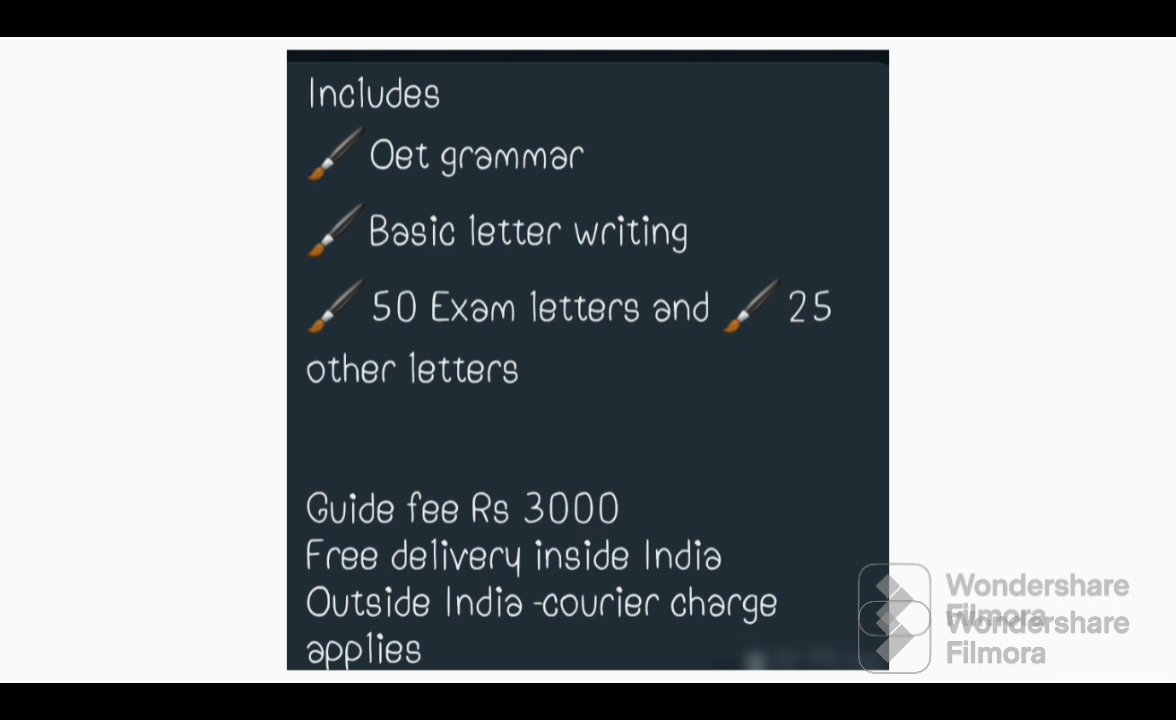 Includes
🖌️ Oet grammar
🖌️ Basic letter writing
🖌️ 50 Exam letters and 🖌️ 25
other letters
Guide fee Rs 3000
Free delivery inside India
Outside India -courier charge
applies
Wondershare
Filmora
Wondershare
Filmora